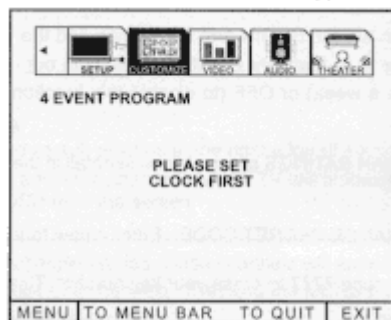 SETUP CUSTOMIZE VIDEO AUDIO THEATER
4 EVENT PROGRAM
PLEASE SET
CLOCK FIRST
MENU TO MENU BAR TO QUIT EXIT